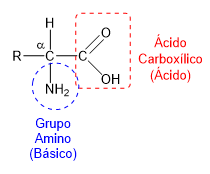 H
O
α
R C C
NH₂ OH
Ácido
Carboxílico
(Ácido)
Grupo
Amino
(Básico)